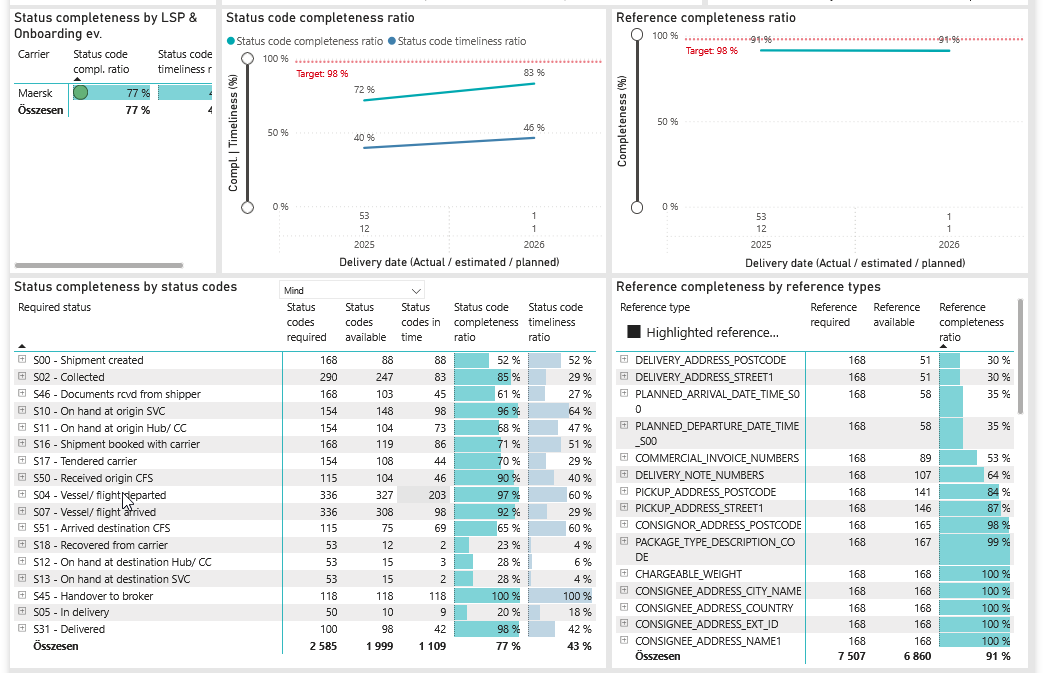 Status completeness by LSP &
Onboarding ev.
Carrier Status code Status code
compl. ratio timeliness r
Maersk 77 % 4
Összesen 77 % 4
Status code completeness ratio
Status code completeness ratio Status code timeliness ratio
Compl. | Timeliness (%)
100 %
Target: 98 %
72 % 83 %
50 %
40 % 46 %
0 %
53 1
12 1
2025 2026
Delivery date (Actual / estimated / planned)
Reference completeness ratio
Completeness (%)
100 %
91 % 91 %
Target: 98 %
50 %
0 %
53 1
12 1
2025 2026
Delivery date (Actual / estimated / planned)
Status completeness by status codes
Mind
Required status Status codes required Status codes available Status codes in time Status code completeness ratio Status code timeliness ratio
S00 - Shipment created 168 88 88 52 % 52 %
S02 - Collected 290 247 83 85 % 29 %
S46 - Documents rcvd from shipper 168 103 45 61 % 27 %
S10 - On hand at origin SVC 154 148 98 96 % 64 %
S11 - On hand at origin Hub/ CC 154 104 73 68 % 47 %
S16 - Shipment booked with carrier 168 119 86 71 % 51 %
S17 - Tendered carrier 154 108 44 70 % 29 %
S50 - Received origin CFS 115 104 46 90 % 40 %
S04 - Vessel/ flight departed 336 327 203 97 % 60 %
S07 - Vessel/ flight arrived 336 308 98 92 % 29 %
S51 - Arrived destination CFS 115 75 69 65 % 60 %
S18 - Recovered from carrier 53 12 2 23 % 4 %
S12 - On hand at destination Hub/ CC 53 15 3 28 % 6 %
S13 - On hand at destination SVC 53 15 2 28 % 4 %
S45 - Handover to broker 118 118 118 100 % 100 %
S05 - In delivery 50 10 9 20 % 18 %
S31 - Delivered 100 98 42 98 % 42 %
Összesen 2 585 1 999 1 109 77 % 43 %
Reference completeness by reference types
Reference type Reference required Reference available Reference completeness ratio
Highlighted reference...
DELIVERY_ADDRESS_POSTCODE 168 51 30 %
DELIVERY_ADDRESS_STREET1 168 51 30 %
PLANNED_ARRIVAL_DATE_TIME_S0 168 58 35 %
0
PLANNED_DEPARTURE_DATE_TIME 168 58 35 %
_S00
COMMERCIAL_INVOICE_NUMBERS 168 89 53 %
DELIVERY_NOTE_NUMBERS 168 107 64 %
PICKUP_ADDRESS_POSTCODE 168 141 84 %
PICKUP_ADDRESS_STREET1 168 146 87 %
CONSIGNOR_ADDRESS_POSTCODE 168 165 98 %
PACKAGE_TYPE_DESCRIPTION_CO 168 167 99 %
DE
CHARGEABLE_WEIGHT 168 168 100 %
CONSIGNEE_ADDRESS_CITY_NAME 168 168 100 %
CONSIGNEE_ADDRESS_COUNTRY 168 168 100 %
CONSIGNEE_ADDRESS_EXT_ID 168 168 100 %
CONSIGNEE_ADDRESS_NAME1 168 168 100 %
Összesen 7 507 6 860 91 %